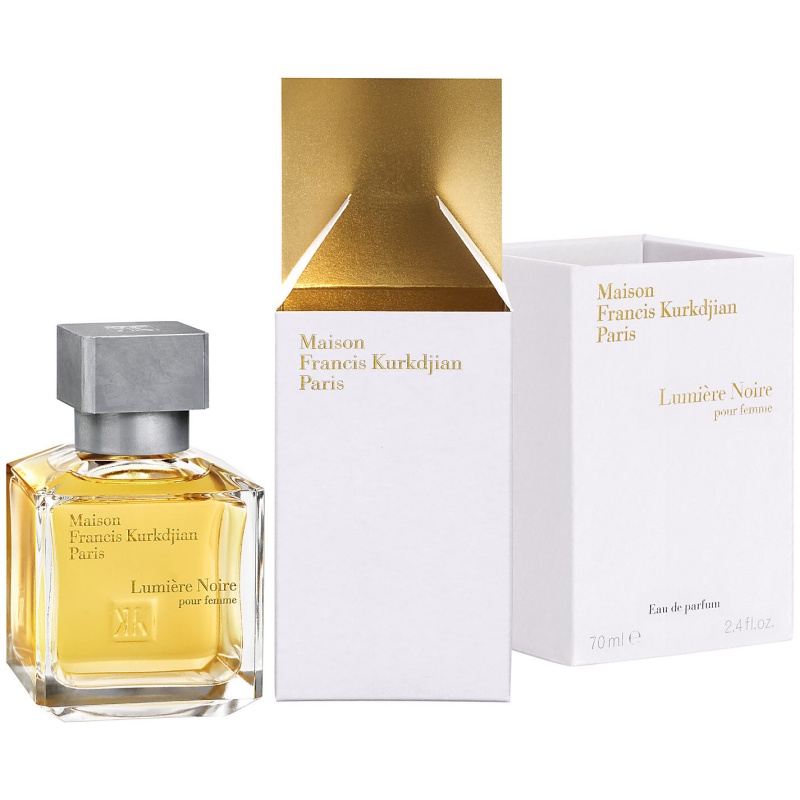 Maison
Francis Kurkdjian
Paris
Lumière Noire
pour femme
Maison
Francis Kurkdjian
Paris
Maison
Francis Kurkdjian
Paris
Lumière Noire
pour femme
Eau de parfum
70 ml ℮ 2.4 fl.oz.